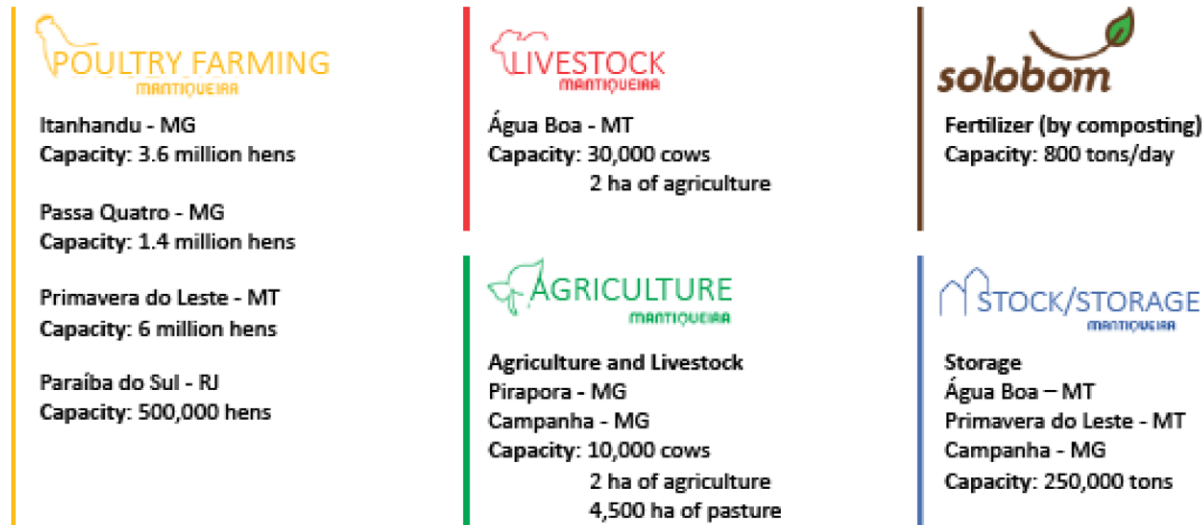 POULTRY FARMING
MANTIQUEIRA
Itanhandu - MG
Capacity: 3.6 million hens
Passa Quatro - MG
Capacity: 1.4 million hens
Primavera do Leste - MT
Capacity: 6 million hens
Paraíba do Sul - RJ
Capacity: 500,000 hens
LIVESTOCK
MANTIQUEIRA
Água Boa - MT
Capacity: 30,000 cows
2 ha of agriculture
AGRICULTURE
MANTIQUEIRA
Agriculture and Livestock
Pirapora - MG
Campanha - MG
Capacity: 10,000 cows
2 ha of agriculture
4,500 ha of pasture
solobom
Fertilizer (by composting)
Capacity: 800 tons/day
STOCK/STORAGE
MANTIQUEIRA
Storage
Água Boa – MT
Primavera do Leste - MT
Campanha - MG
Capacity: 250,000 tons